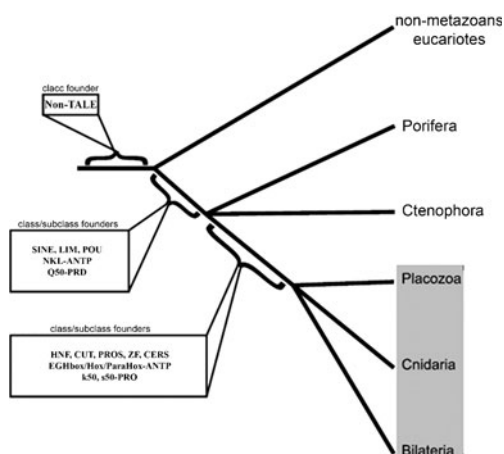 non-metazoans
eucariotes
clacc founder
Non-TALE
Porifera
class/subclass founders
SINE, LIM, POU
NKL-ANTP
Q50-PRD
Ctenophora
Placozoa
class/subclass founders
HNF, CUT, PROS, ZF, CERS
EGHbox/Hox/ParaHox-ANTP
k50, s50-PRO
Cnidaria
Bilateria